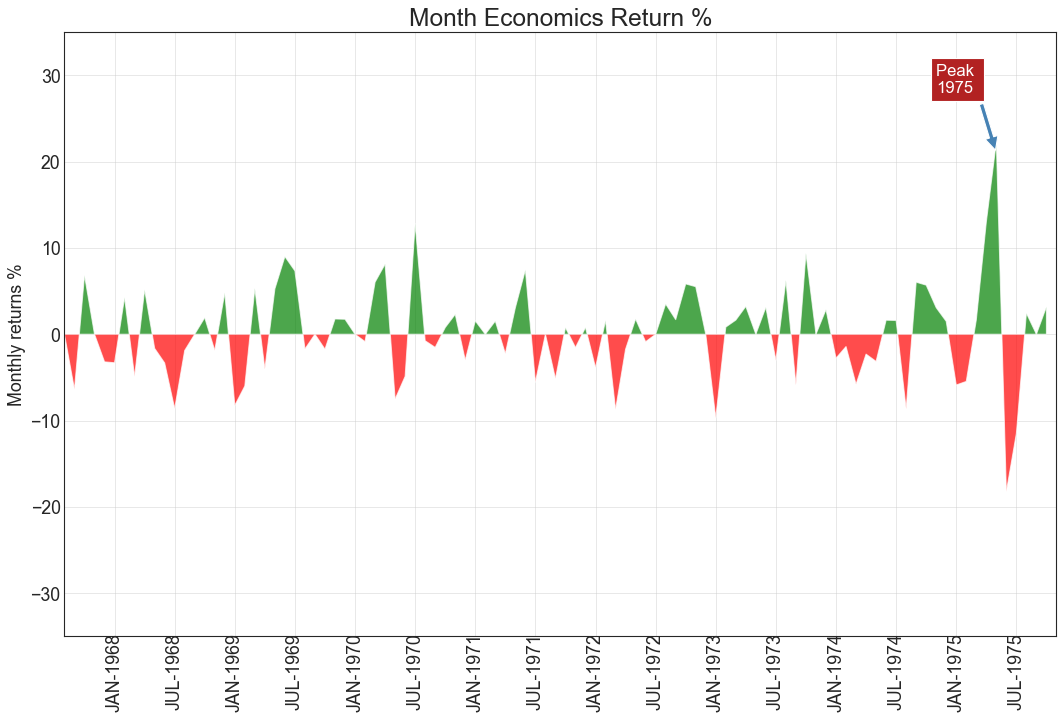 Month Economics Return %
Peak
1975
Monthly returns %
30
20
10
0
−10
−20
−30
JAN-1968
JUL-1968
JAN-1969
JUL-1969
JAN-1970
JUL-1970
JAN-1971
JUL-1971
JAN-1972
JUL-1972
JAN-1973
JUL-1973
JAN-1974
JUL-1974
JAN-1975
JUL-1975